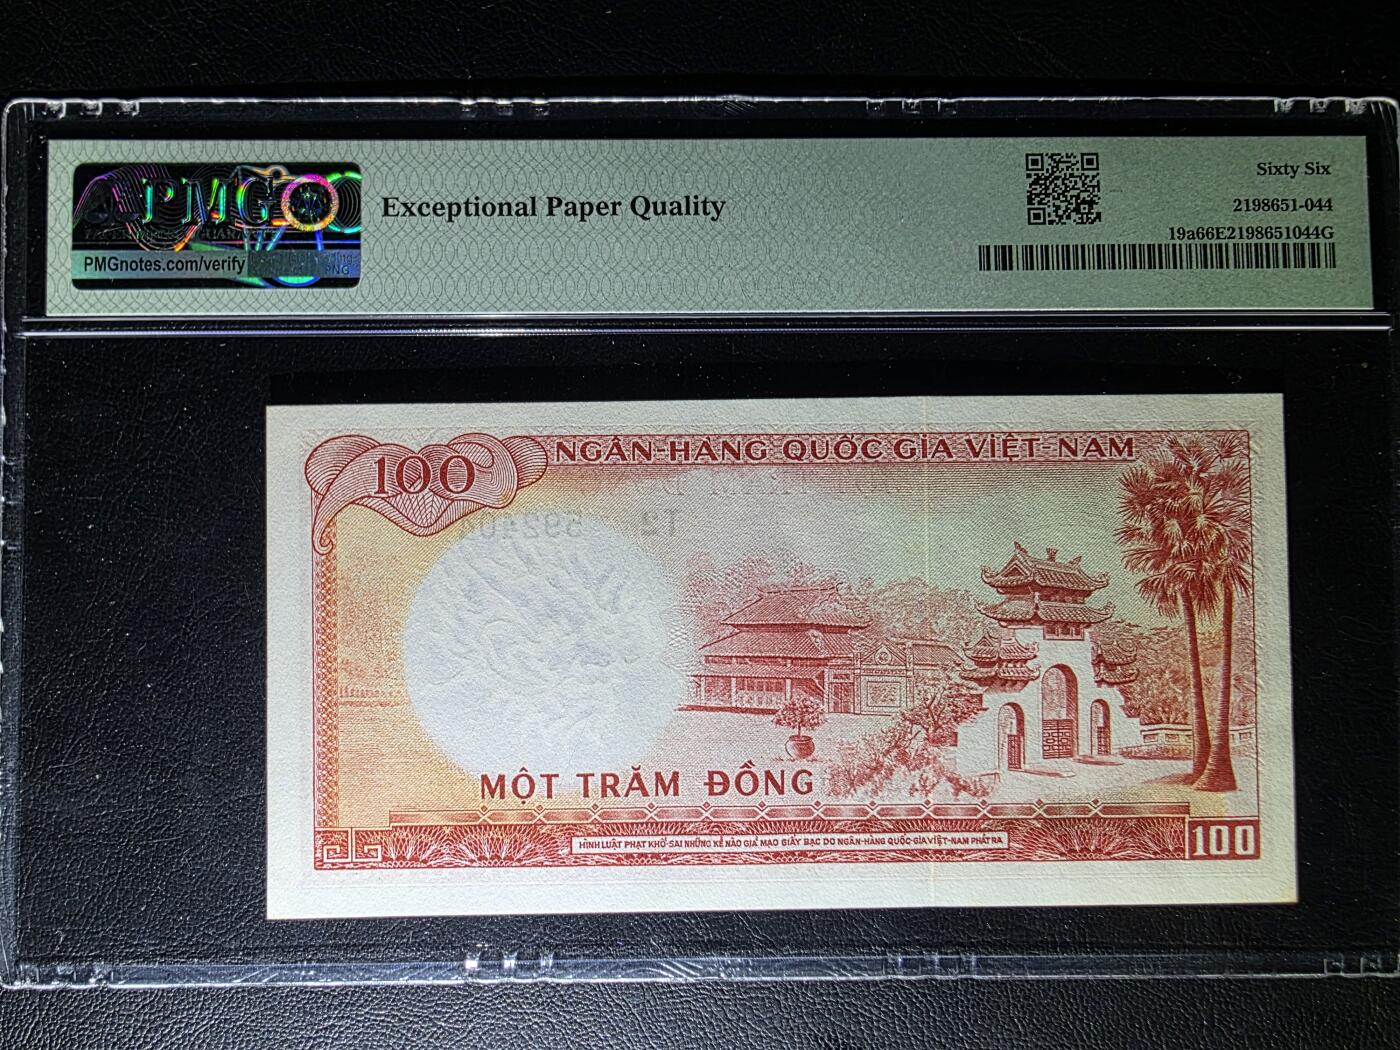 PMG
PMGnotes.com/verify
Exceptional Paper Quality
Sixty Six
2198651-044
19a66E2198651044G
100
NGÂN-HÀNG QUỐC GIA VIỆT-NAM
MỘT TRĂM ĐỒNG
HÌNH LUẬT PHẠT KHỔ-SAI NHỮNG KẺ NÀO GIẢ MẠO GIẤY BẠC DO NGÂN-HÀNG QUỐC-GIA VIỆT-NAM PHÁT RA
100